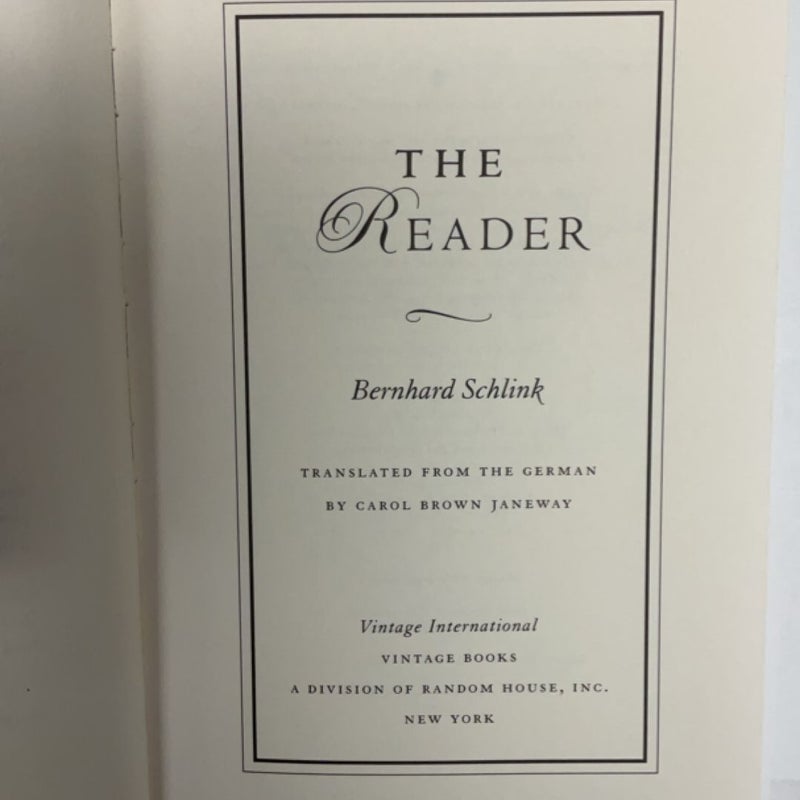 THE
READER
Bernhard Schlink
TRANSLATED FROM THE GERMAN
BY CAROL BROWN JANEWAY
Vintage International
VINTAGE BOOKS
A DIVISION OF RANDOM HOUSE, INC.
NEW YORK